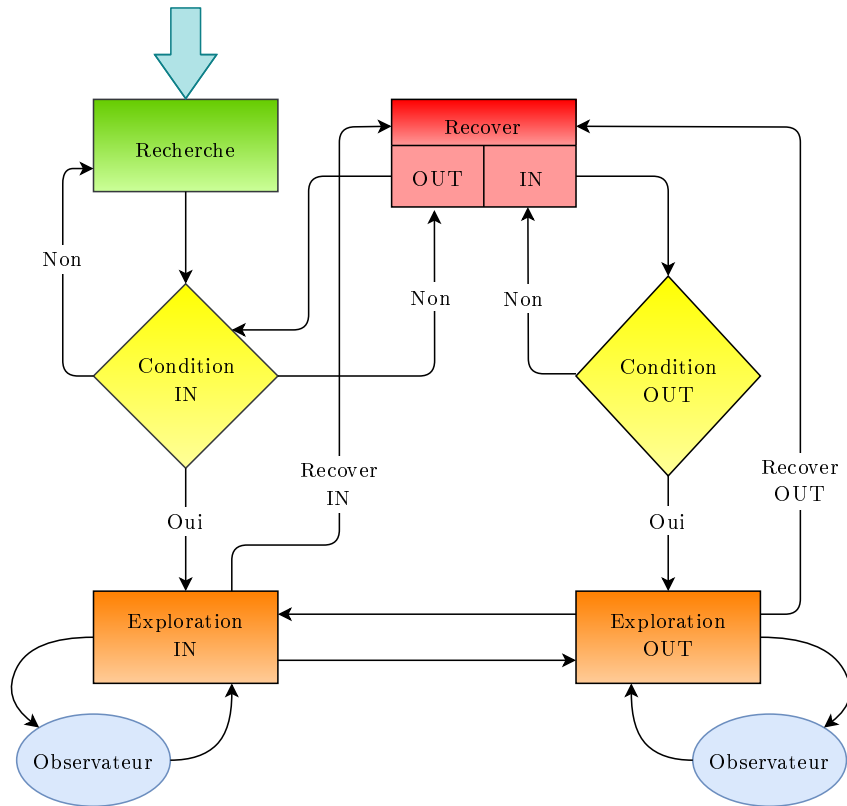 Recherche
Recover
OUT
IN
Non
Non
Non
Condition
IN
Condition
OUT
Recover
IN
Recover
OUT
Oui
Oui
Exploration
IN
Exploration
OUT
Observateur
Observateur